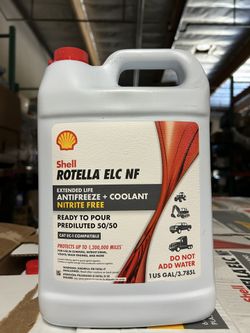 Shell
ROTELLA ELC NF
EXTENDED LIFE
ANTIFREEZE + COOLANT
NITRITE FREE
READY TO POUR
PREDILUTED 50/50
CAT EC-1 COMPATIBLE
PROTECTS UP TO 1,200,000 MILES
DO NOT
ADD WATER
1 US GAL/3.785L